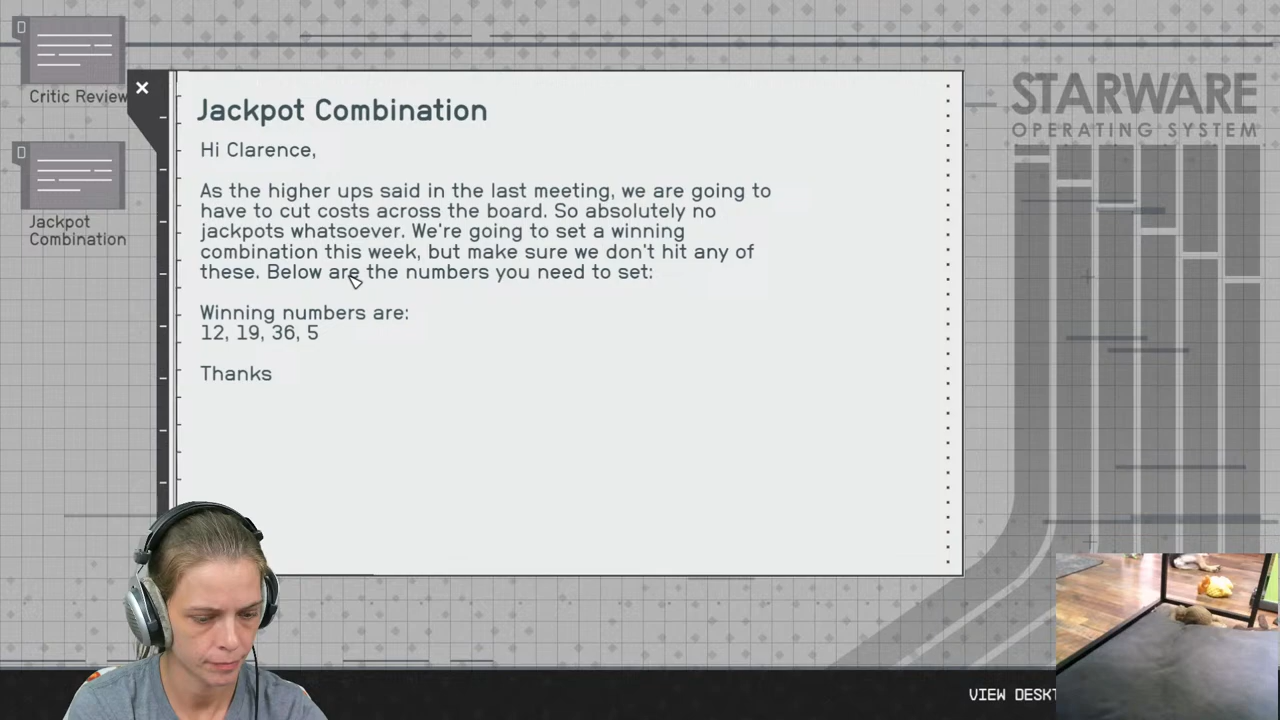 D
Critic Review
D
Jackpot
Combination
×
Jackpot Combination
Hi Clarence,
As the higher ups said in the last meeting, we are going to
have to cut costs across the board. So absolutely no
jackpots whatsoever. We're going to set a winning
combination this week, but make sure we don't hit any of
these. Below are the numbers you need to set:
Winning numbers are:
12, 19, 36, 5
Thanks
STARWARE
OPERATING SYSTEM
VIEW DESKT